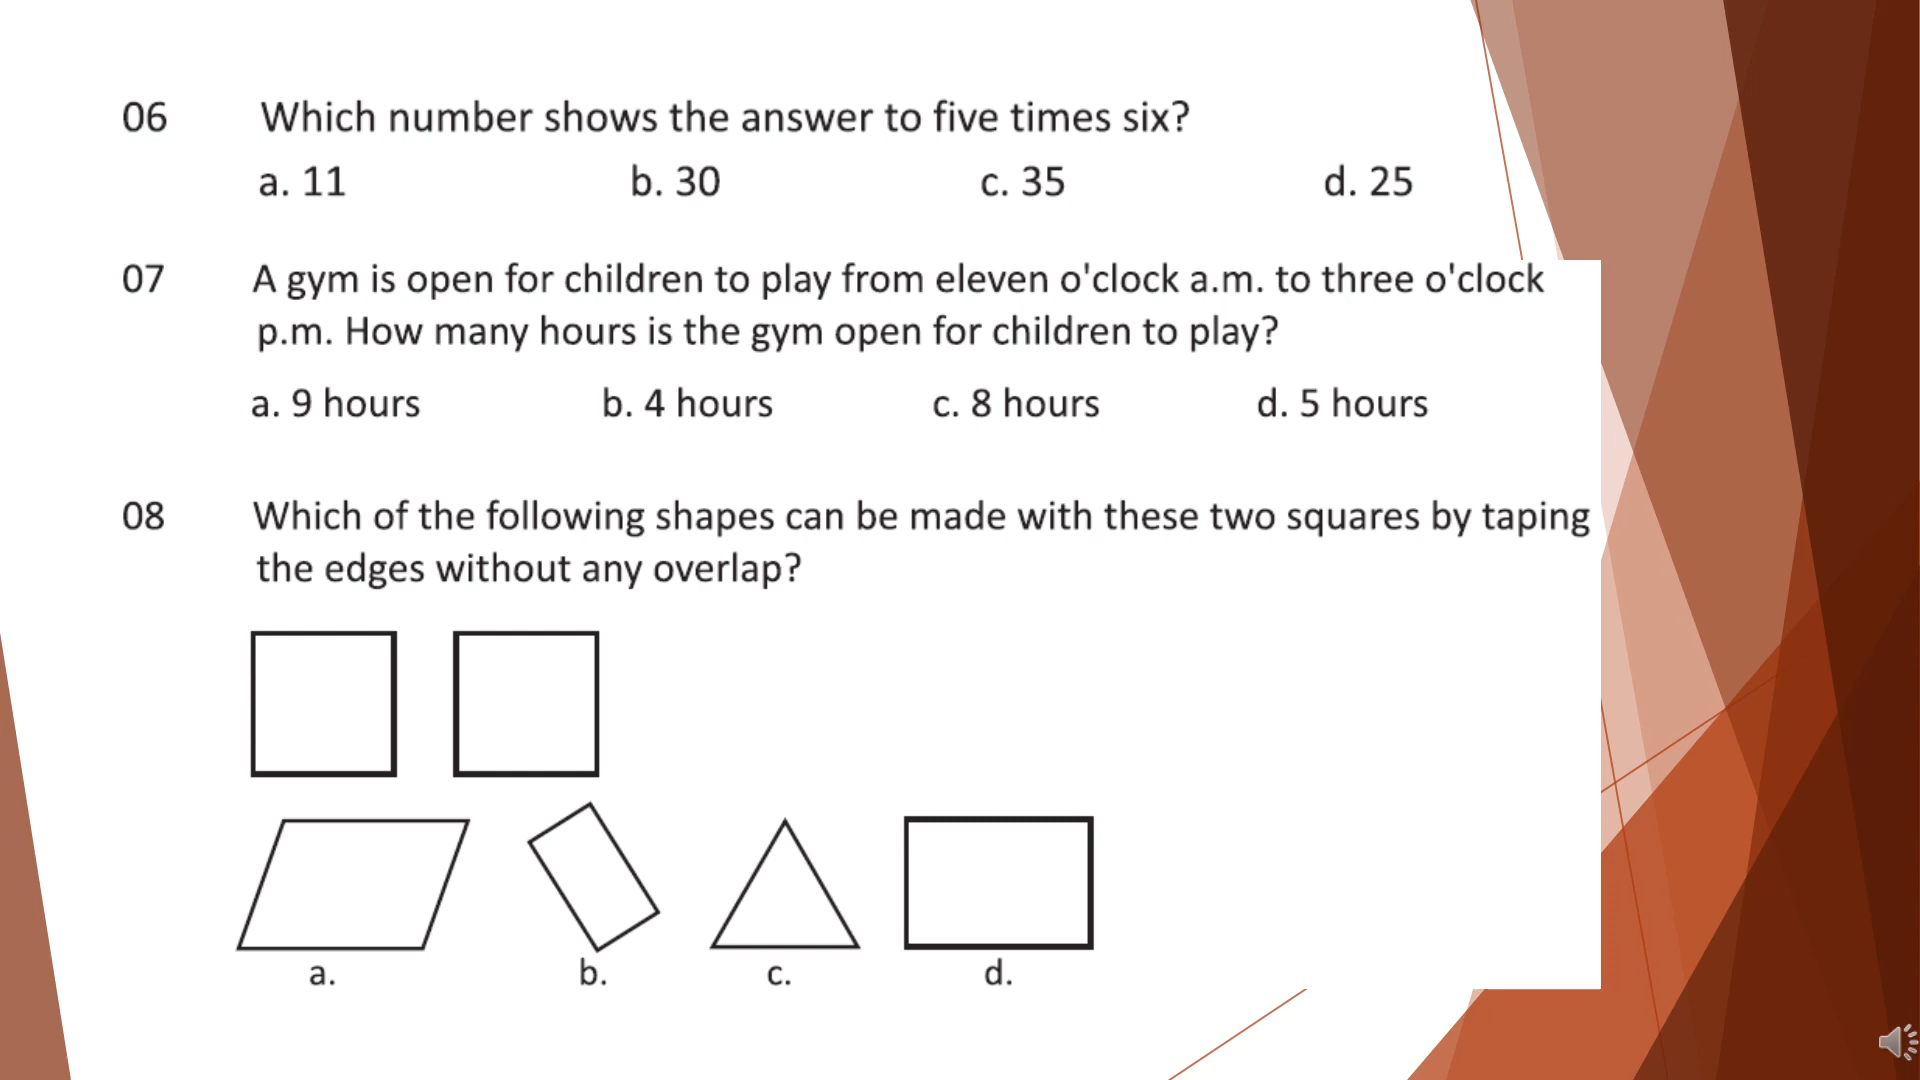 06 Which number shows the answer to five times six?
a. 11 b. 30 c. 35 d. 25
07 A gym is open for children to play from eleven o'clock a.m. to three o'clock
p.m. How many hours is the gym open for children to play?
a. 9 hours b. 4 hours c. 8 hours d. 5 hours
08 Which of the following shapes can be made with these two squares by taping
the edges without any overlap?
a. b. c. d.